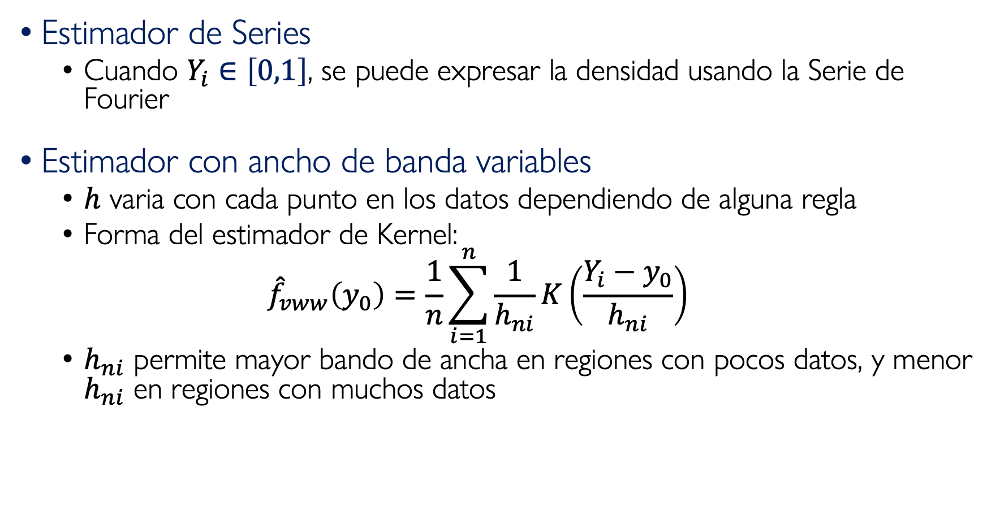 • Estimador de Series
• Cuando Y_i ∈ [0,1], se puede expresar la densidad usando la Serie de
Fourier
• Estimador con ancho de banda variables
• h varia con cada punto en los datos dependiendo de alguna regla
• Forma del estimador de Kernel:
\hat{f}_{vww}(y_0) = \frac{1}{n} \sum_{i=1}^{n} \frac{1}{h_{ni}} K \left( \frac{Y_i - y_0}{h_{ni}} \right)
• h_{ni} permite mayor bando de ancha en regiones con pocos datos, y menor
h_{ni} en regiones con muchos datos